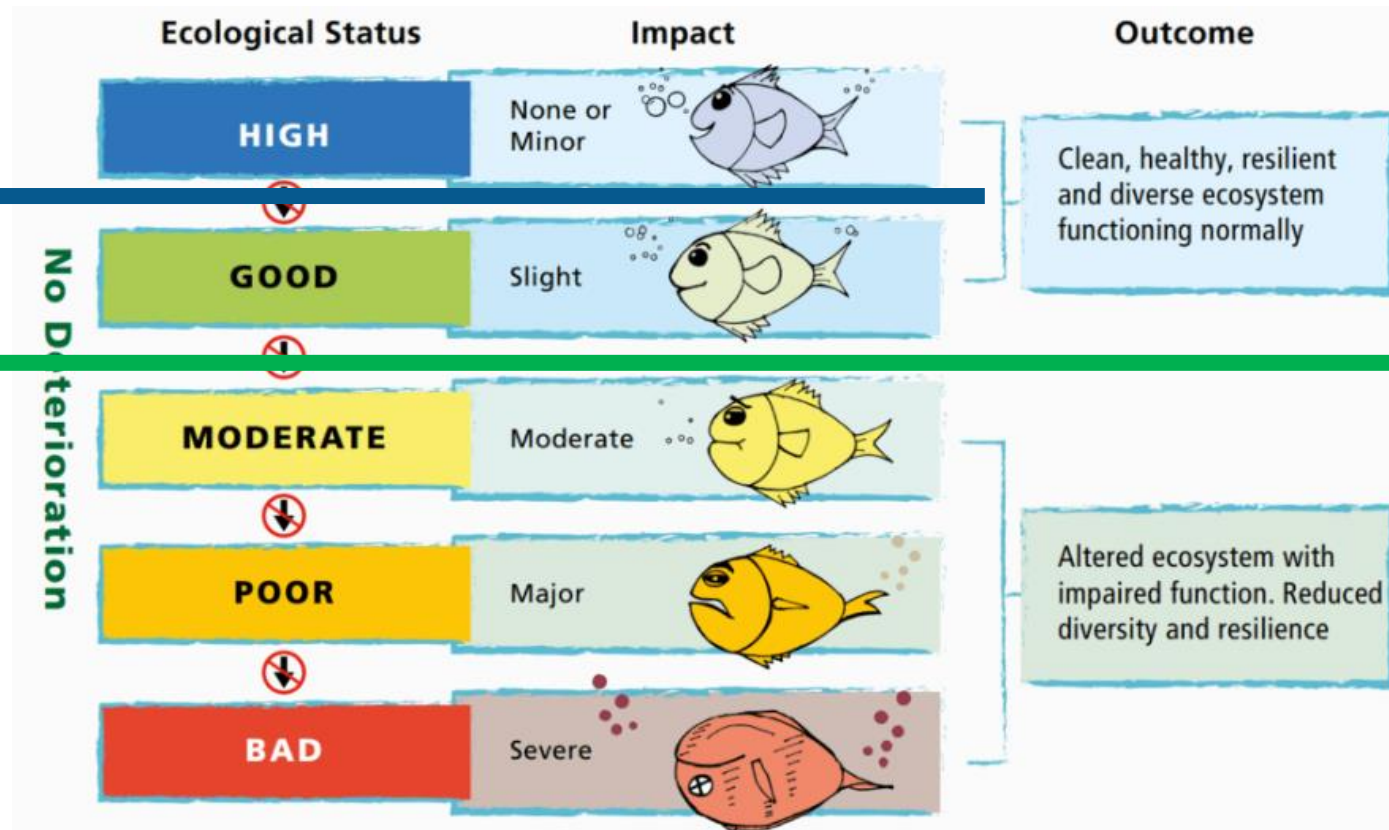 Ecological Status
Impact
Outcome
HIGH
None or
Minor
Clean, healthy, resilient
and diverse ecosystem
functioning normally
No Deterioration
GOOD
Slight
MODERATE
Moderate
POOR
Major
Altered ecosystem with
impaired function. Reduced
diversity and resilience
BAD
Severe